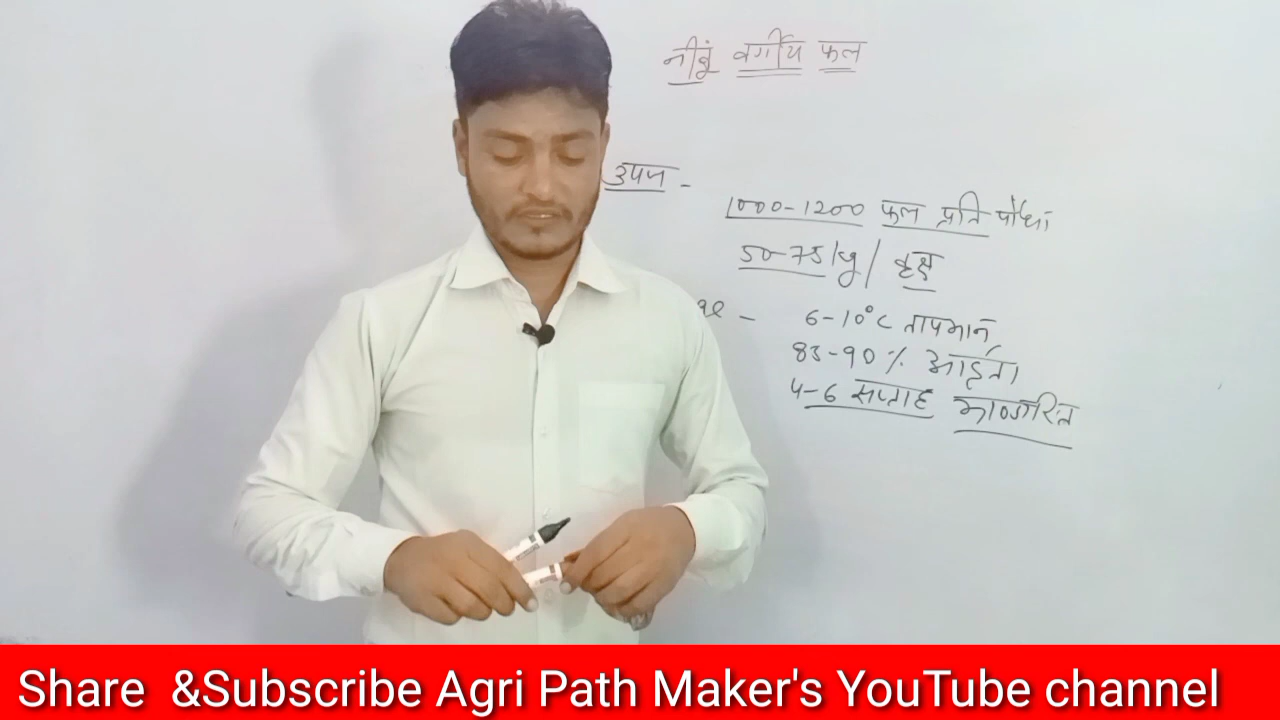 नीबूं वर्गीय फल
उपज -
1000-1200 फल प्रति पौधा
50-75 kg / वृक्ष
- 6-10°C तापमान
85-90 % आर्द्रता
4-6 सप्ताह भण्डारित
Share &Subscribe Agri Path Maker's YouTube channel